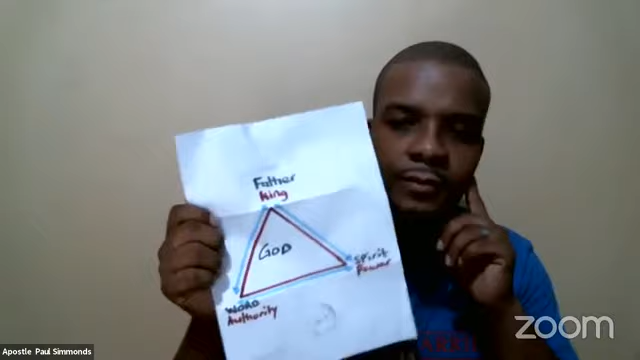 Father
King
GOD
Spirit
Power
WORD
Authority
Apostle Paul Simmonds
zoom